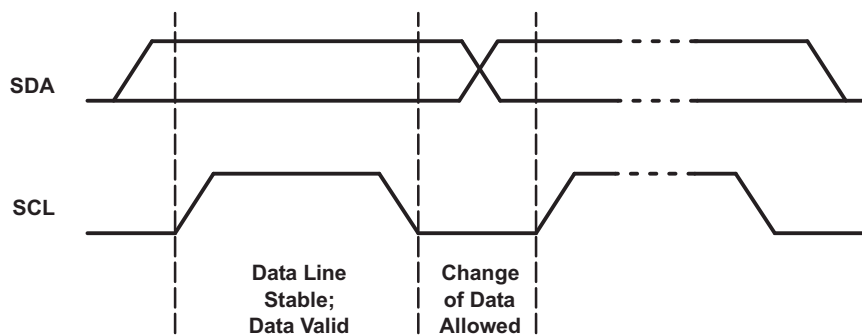 SDA
SCL
Data Line
Stable;
Data Valid
Change
of Data
Allowed